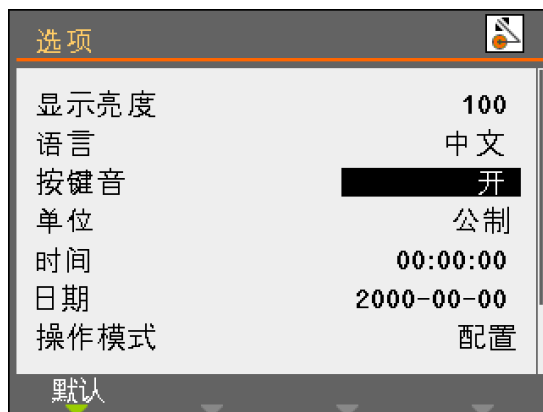 选项
显示亮度 100
语言 中文
按键音 开
单位 公制
时间 00:00:00
日期 2000-00-00
操作模式 配置
默认